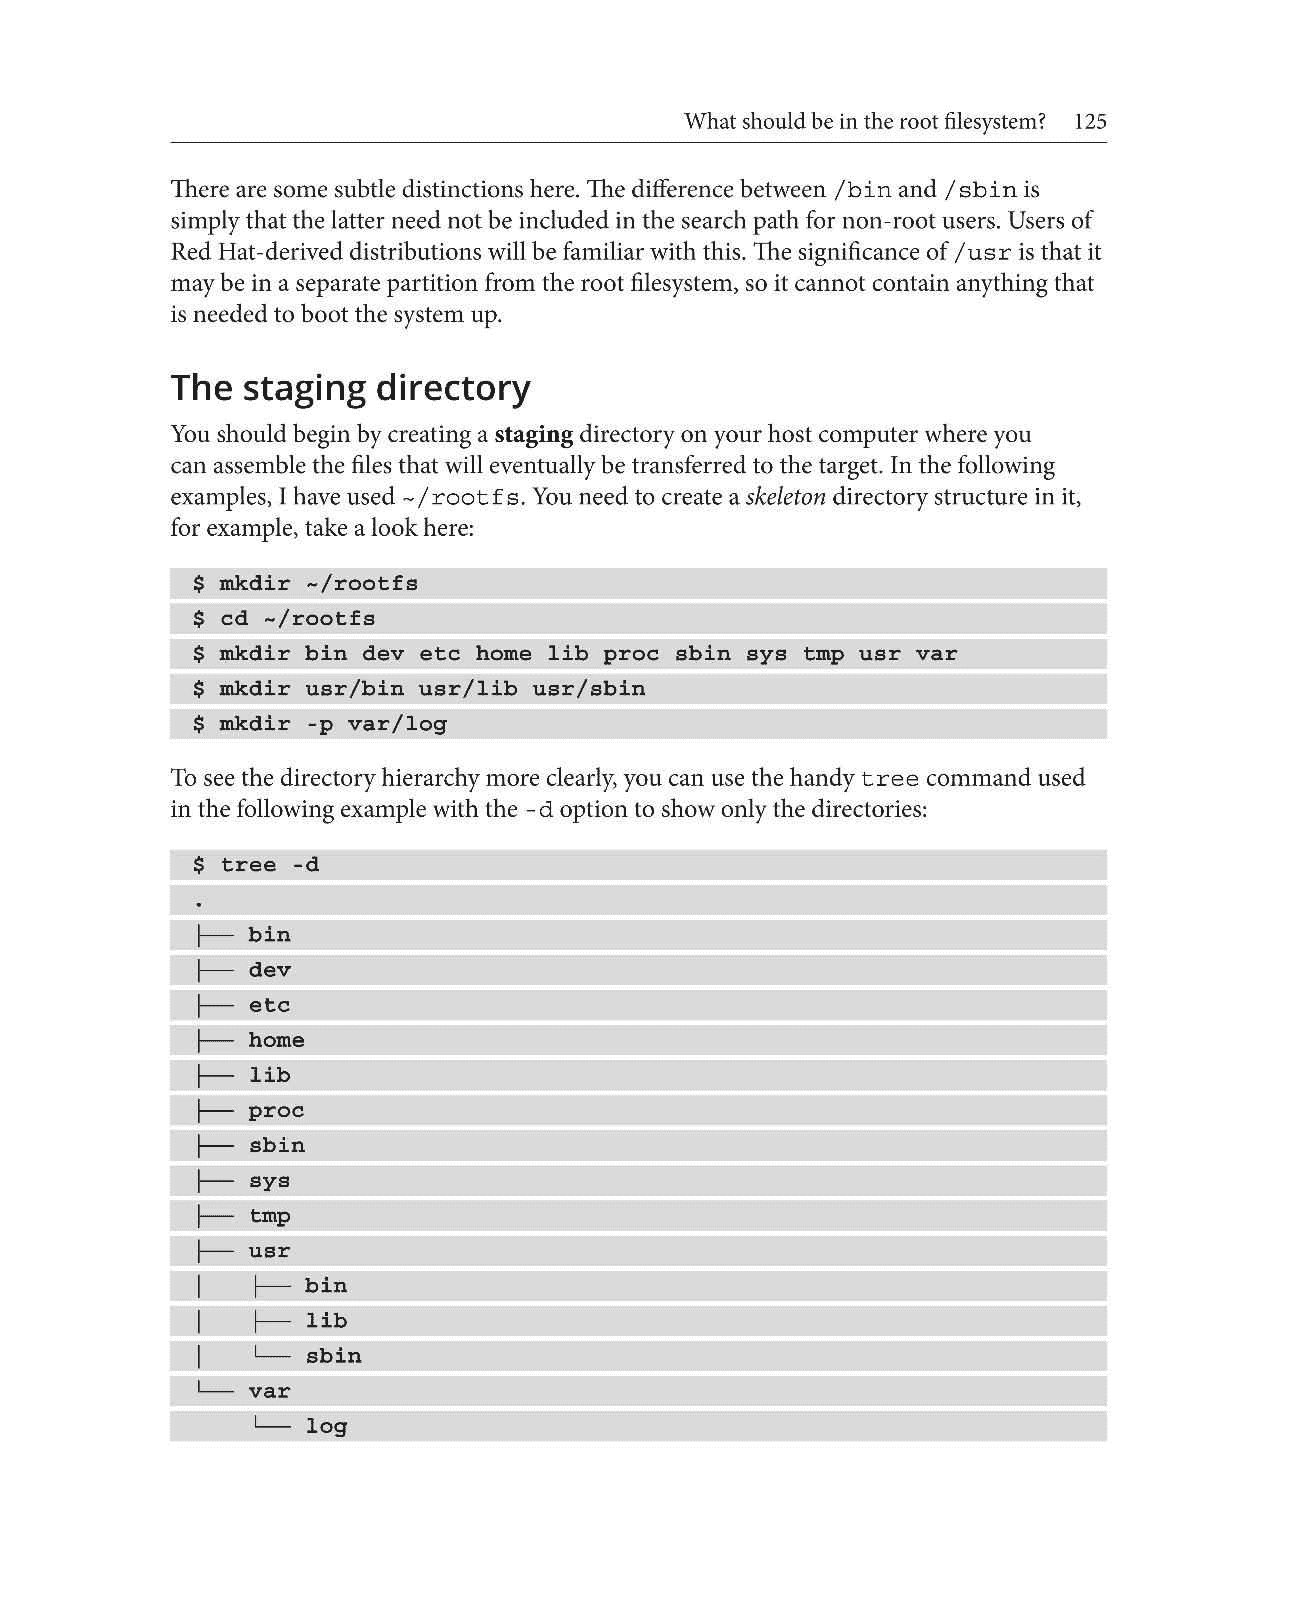 What should be in the root filesystem? 125
There are some subtle distinctions here. The difference between /bin and /sbin is
simply that the latter need not be included in the search path for non-root users. Users of
Red Hat-derived distributions will be familiar with this. The significance of /usr is that it
may be in a separate partition from the root filesystem, so it cannot contain anything that
is needed to boot the system up.
The staging directory
You should begin by creating a staging directory on your host computer where you
can assemble the files that will eventually be transferred to the target. In the following
examples, I have used ~/rootfs. You need to create a skeleton directory structure in it,
for example, take a look here:
$ mkdir ~/rootfs
$ cd ~/rootfs
$ mkdir bin dev etc home lib proc sbin sys tmp usr var
$ mkdir usr/bin usr/lib usr/sbin
$ mkdir -p var/log
To see the directory hierarchy more clearly, you can use the handy tree command used
in the following example with the -d option to show only the directories:
$ tree -d
.
├── bin
├── dev
├── etc
├── home
├── lib
├── proc
├── sbin
├── sys
├── tmp
├── usr
│   ├── bin
│   ├── lib
│   └── sbin
└── var
    └── log